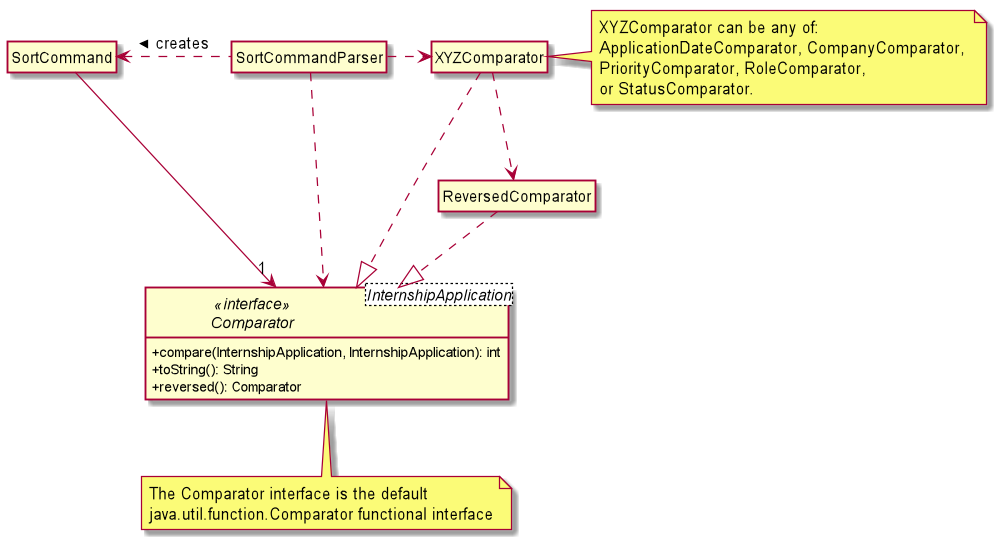 XYZComparator can be any of:
ApplicationDateComparator, CompanyComparator,
PriorityComparator, RoleComparator,
or StatusComparator.
◄ creates
SortCommand
SortCommandParser
XYZComparator
ReversedComparator
1
InternshipApplication
«interface»
Comparator
+compare(InternshipApplication, InternshipApplication): int
+toString(): String
+reversed(): Comparator
The Comparator interface is the default
java.util.function.Comparator functional interface